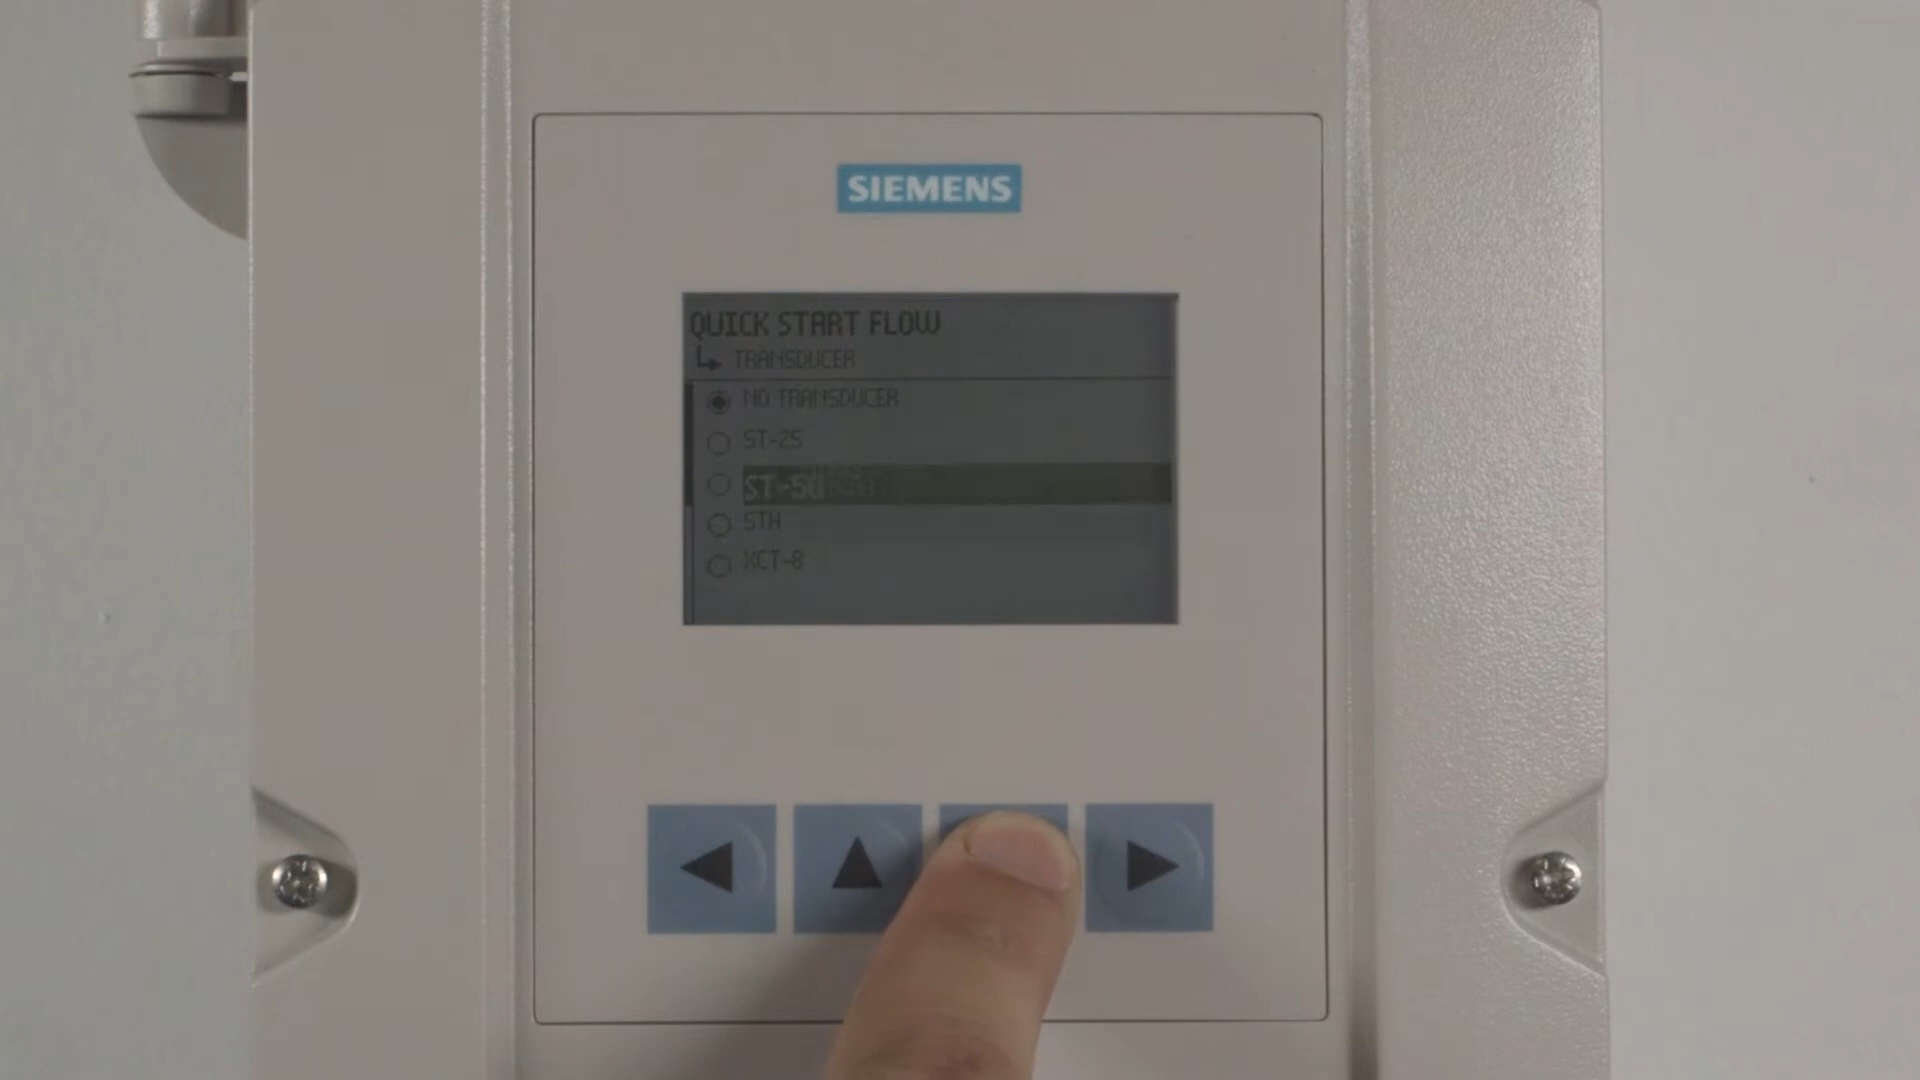 SIEMENS
QUICK START FLOW
TRANSDUCER
NO TRANSDUCER
ST-25
ST-50
STH
XCT-8